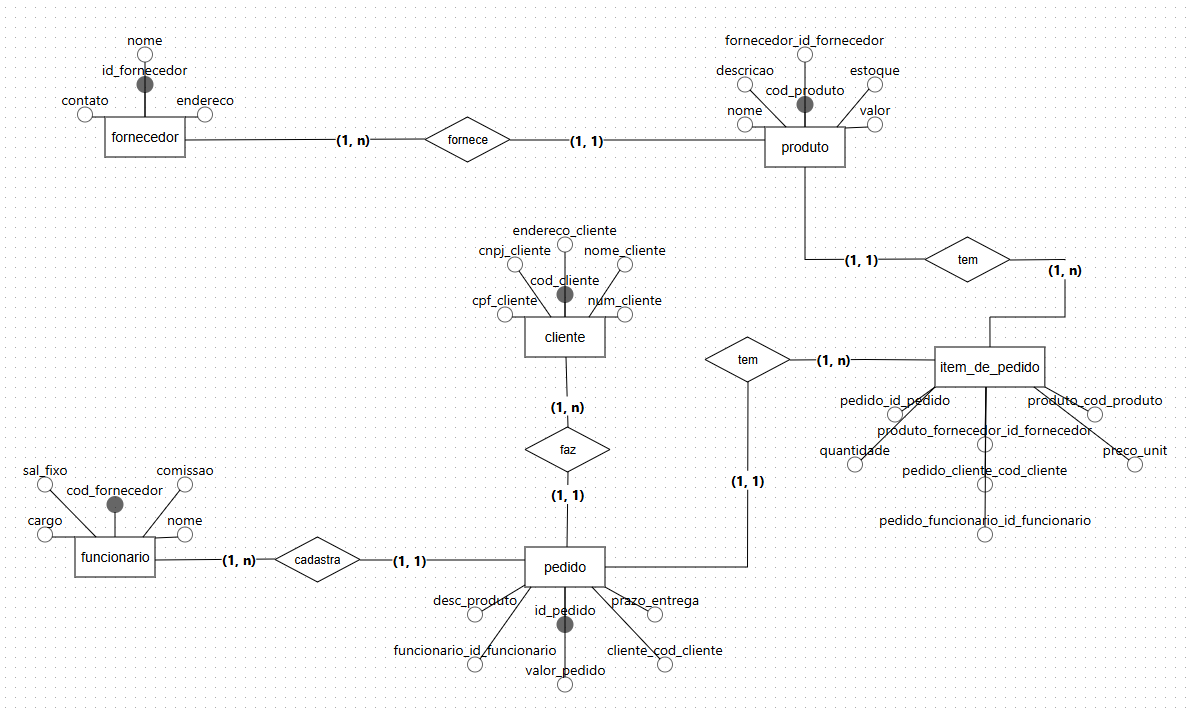 nome
id_fornecedor
contato
endereco
fornecedor
(1, n)
fornece
(1, 1)
fornecedor_id_fornecedor
descricao
estoque
cod_produto
nome
valor
produto
(1, 1)
tem
(1, n)
endereco_cliente
cnpj_cliente
nome_cliente
cod_cliente
cpf_cliente
num_cliente
cliente
(1, n)
faz
(1, 1)
tem
(1, n)
(1, 1)
item_de_pedido
pedido_id_pedido
produto_cod_produto
produto_fornecedor_id_fornecedor
quantidade
preco_unit
pedido_cliente_cod_cliente
pedido_funcionario_id_funcionario
sal_fixo
comissao
cod_fornecedor
cargo
nome
funcionario
(1, n)
cadastra
(1, 1)
pedido
desc_produto
prazo_entrega
id_pedido
funcionario_id_funcionario
cliente_cod_cliente
valor_pedido